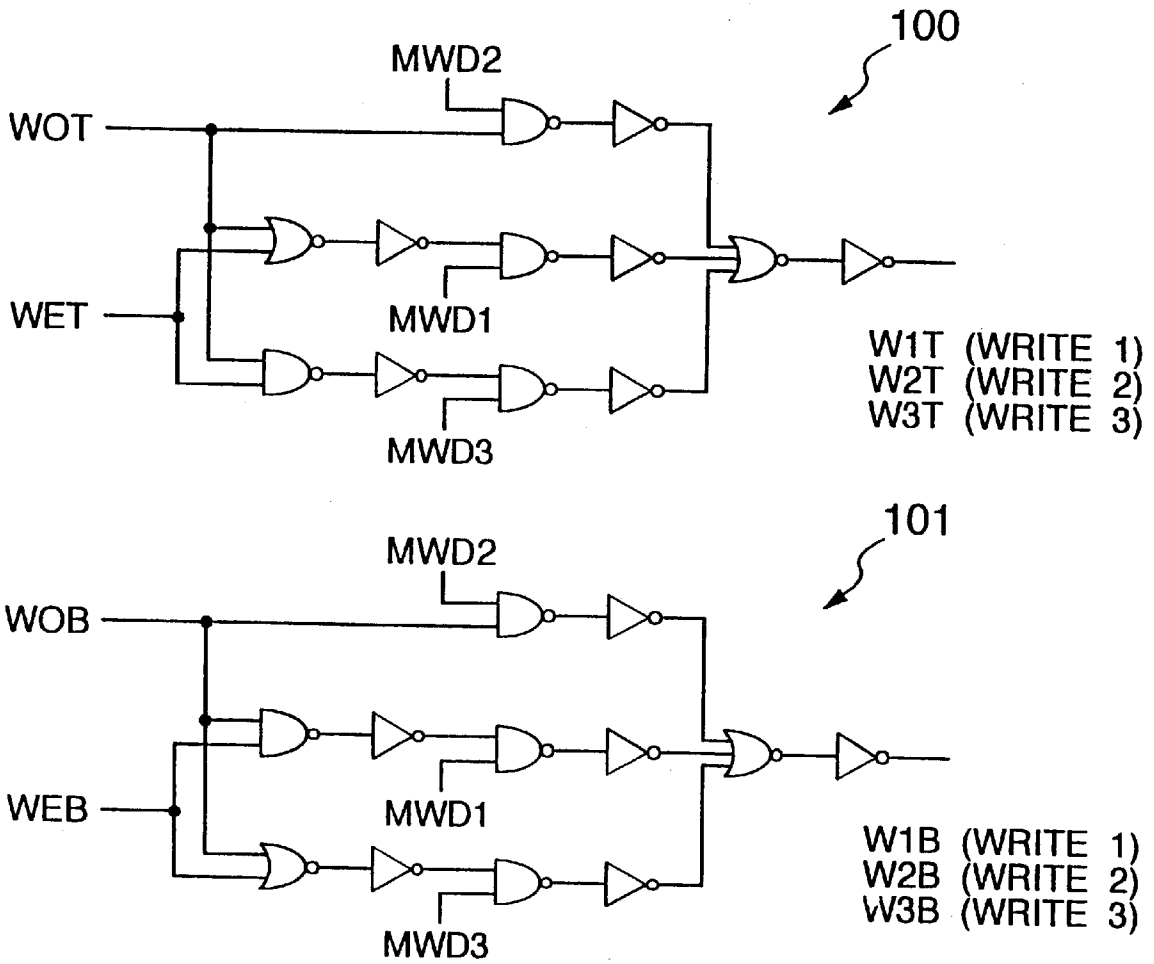 100
MWD2
WOT
MWD1
WET
W1T (WRITE 1)
W2T (WRITE 2)
W3T (WRITE 3)
MWD3
101
MWD2
WOB
MWD1
WEB
W1B (WRITE 1)
W2B (WRITE 2)
W3B (WRITE 3)
MWD3